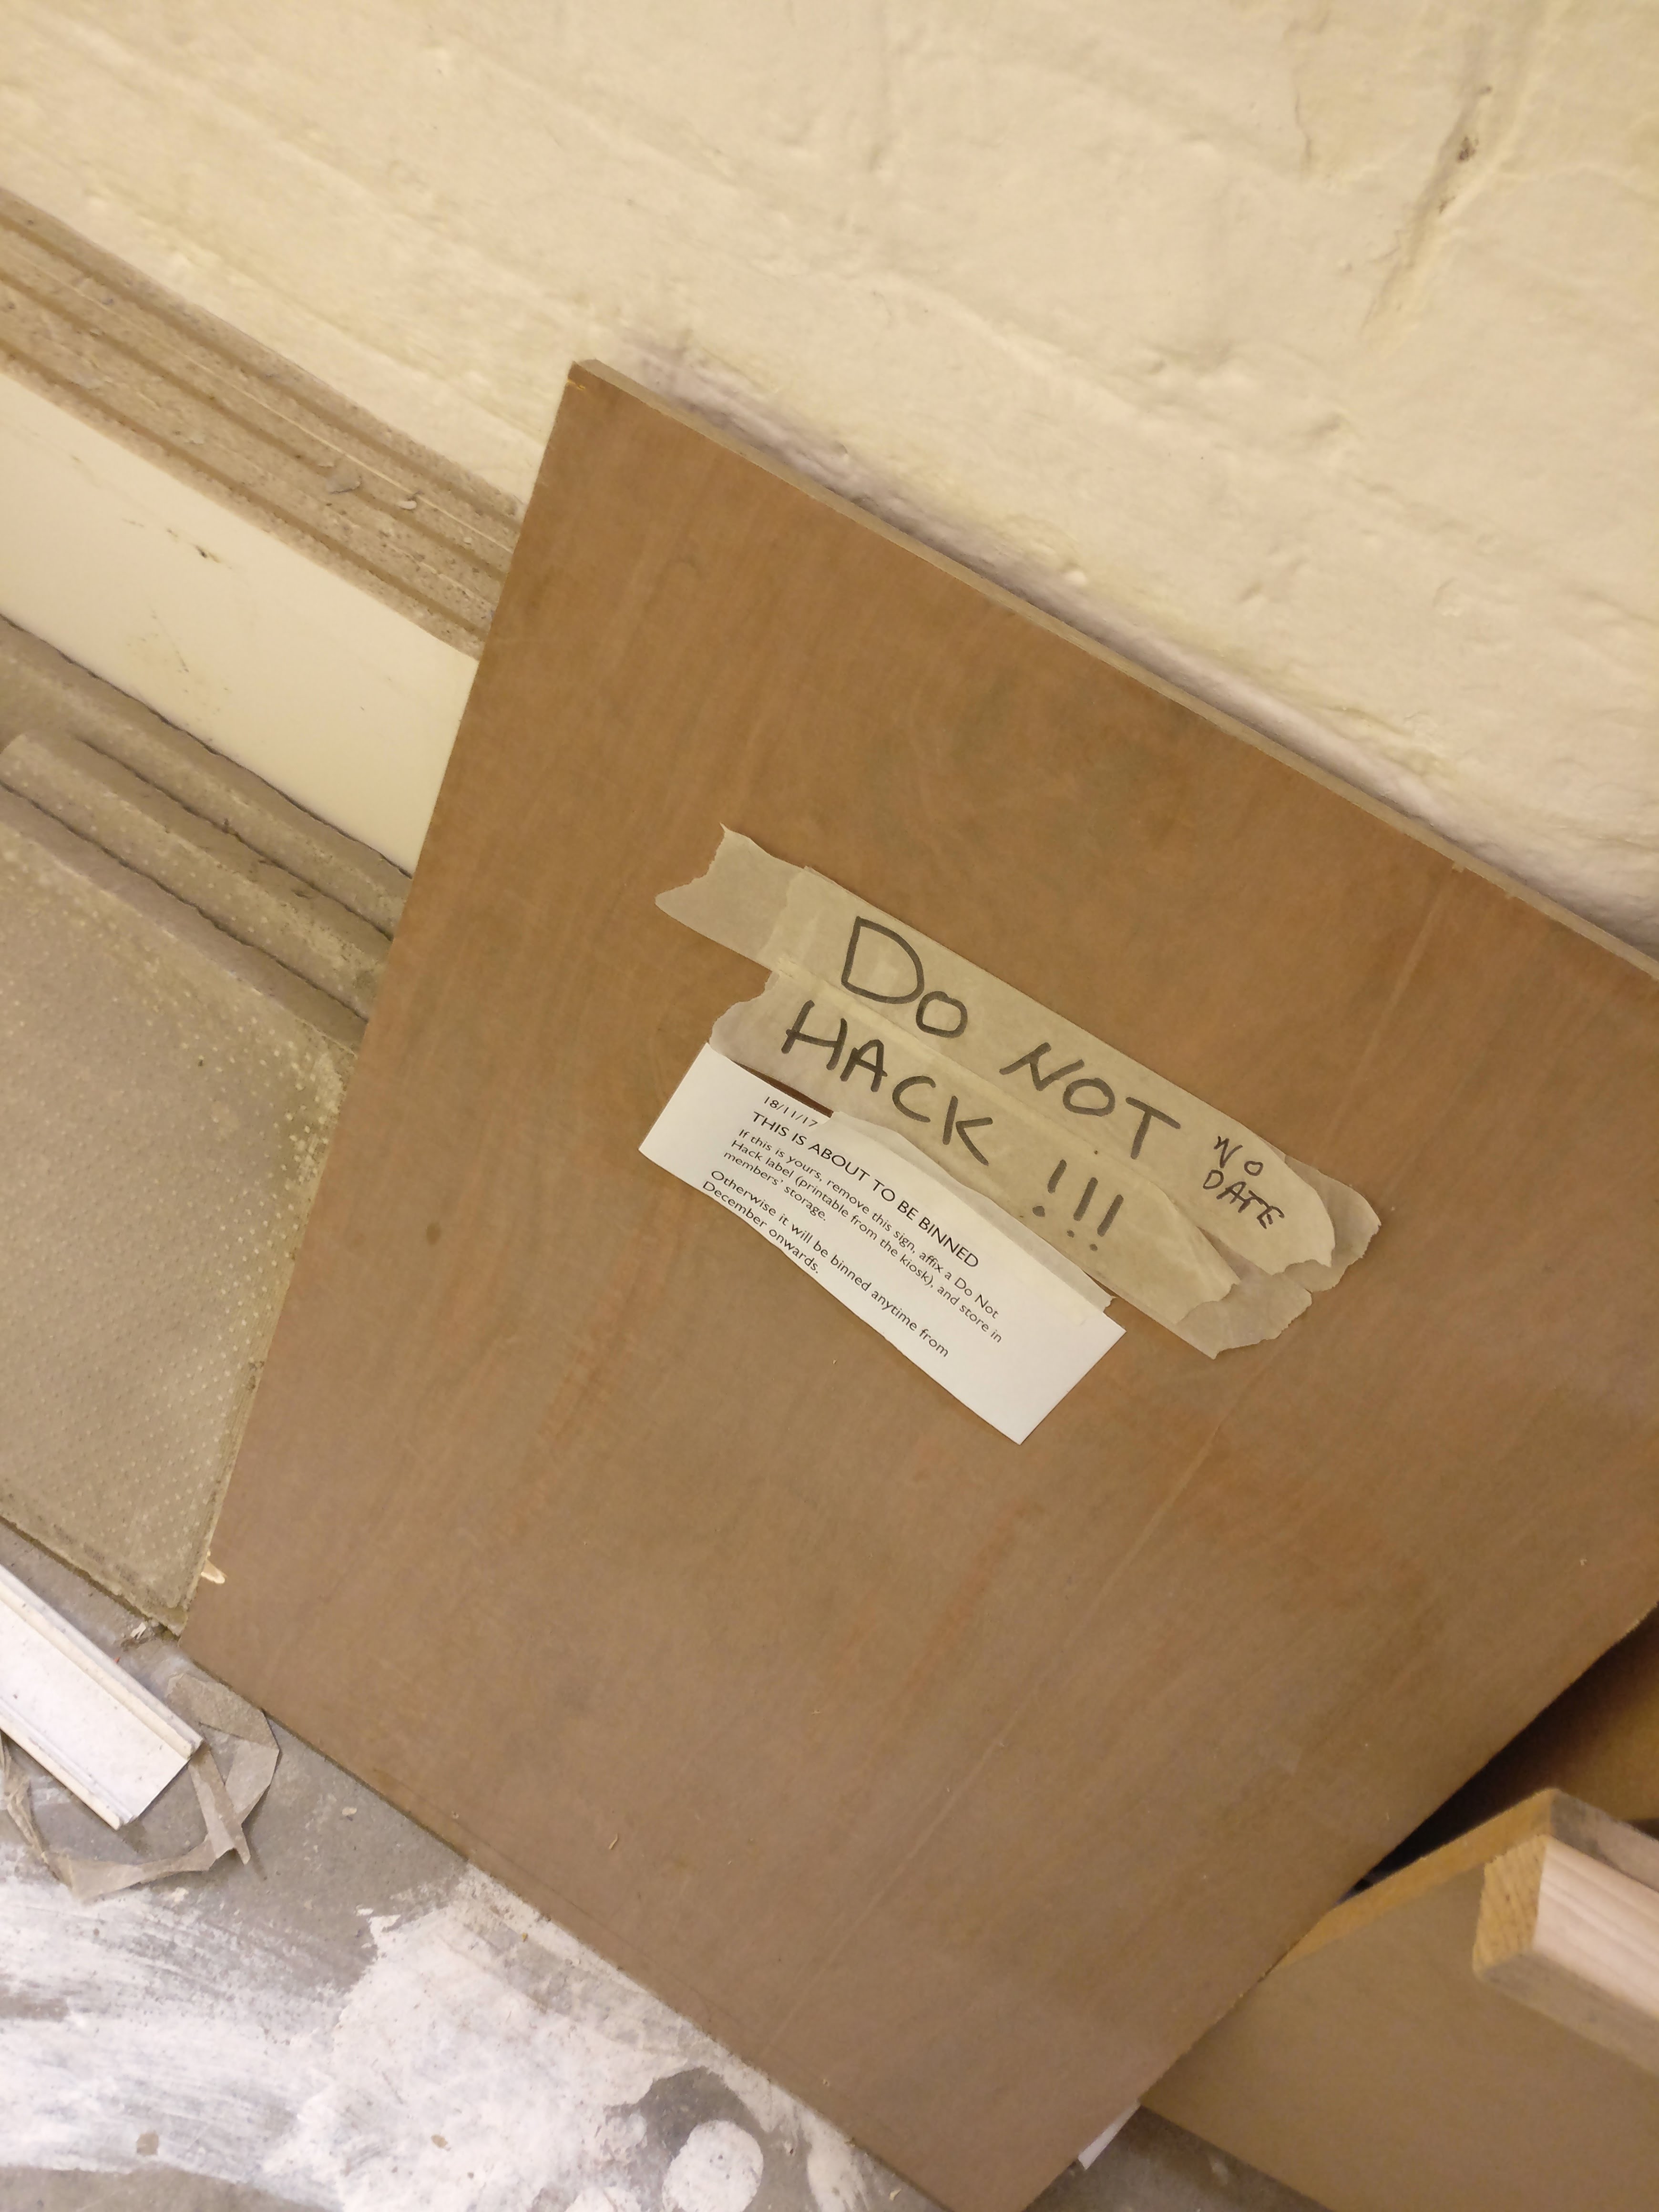 DO NOT
HACK !!!
NO
DATE
18/11/17
THIS IS ABOUT TO BE BINNED
If this is yours, remove this sign, affix a Do Not
Hack label (printable from the kiosk), and store in
members' storage.
Otherwise it will be binned anytime from
December onwards.